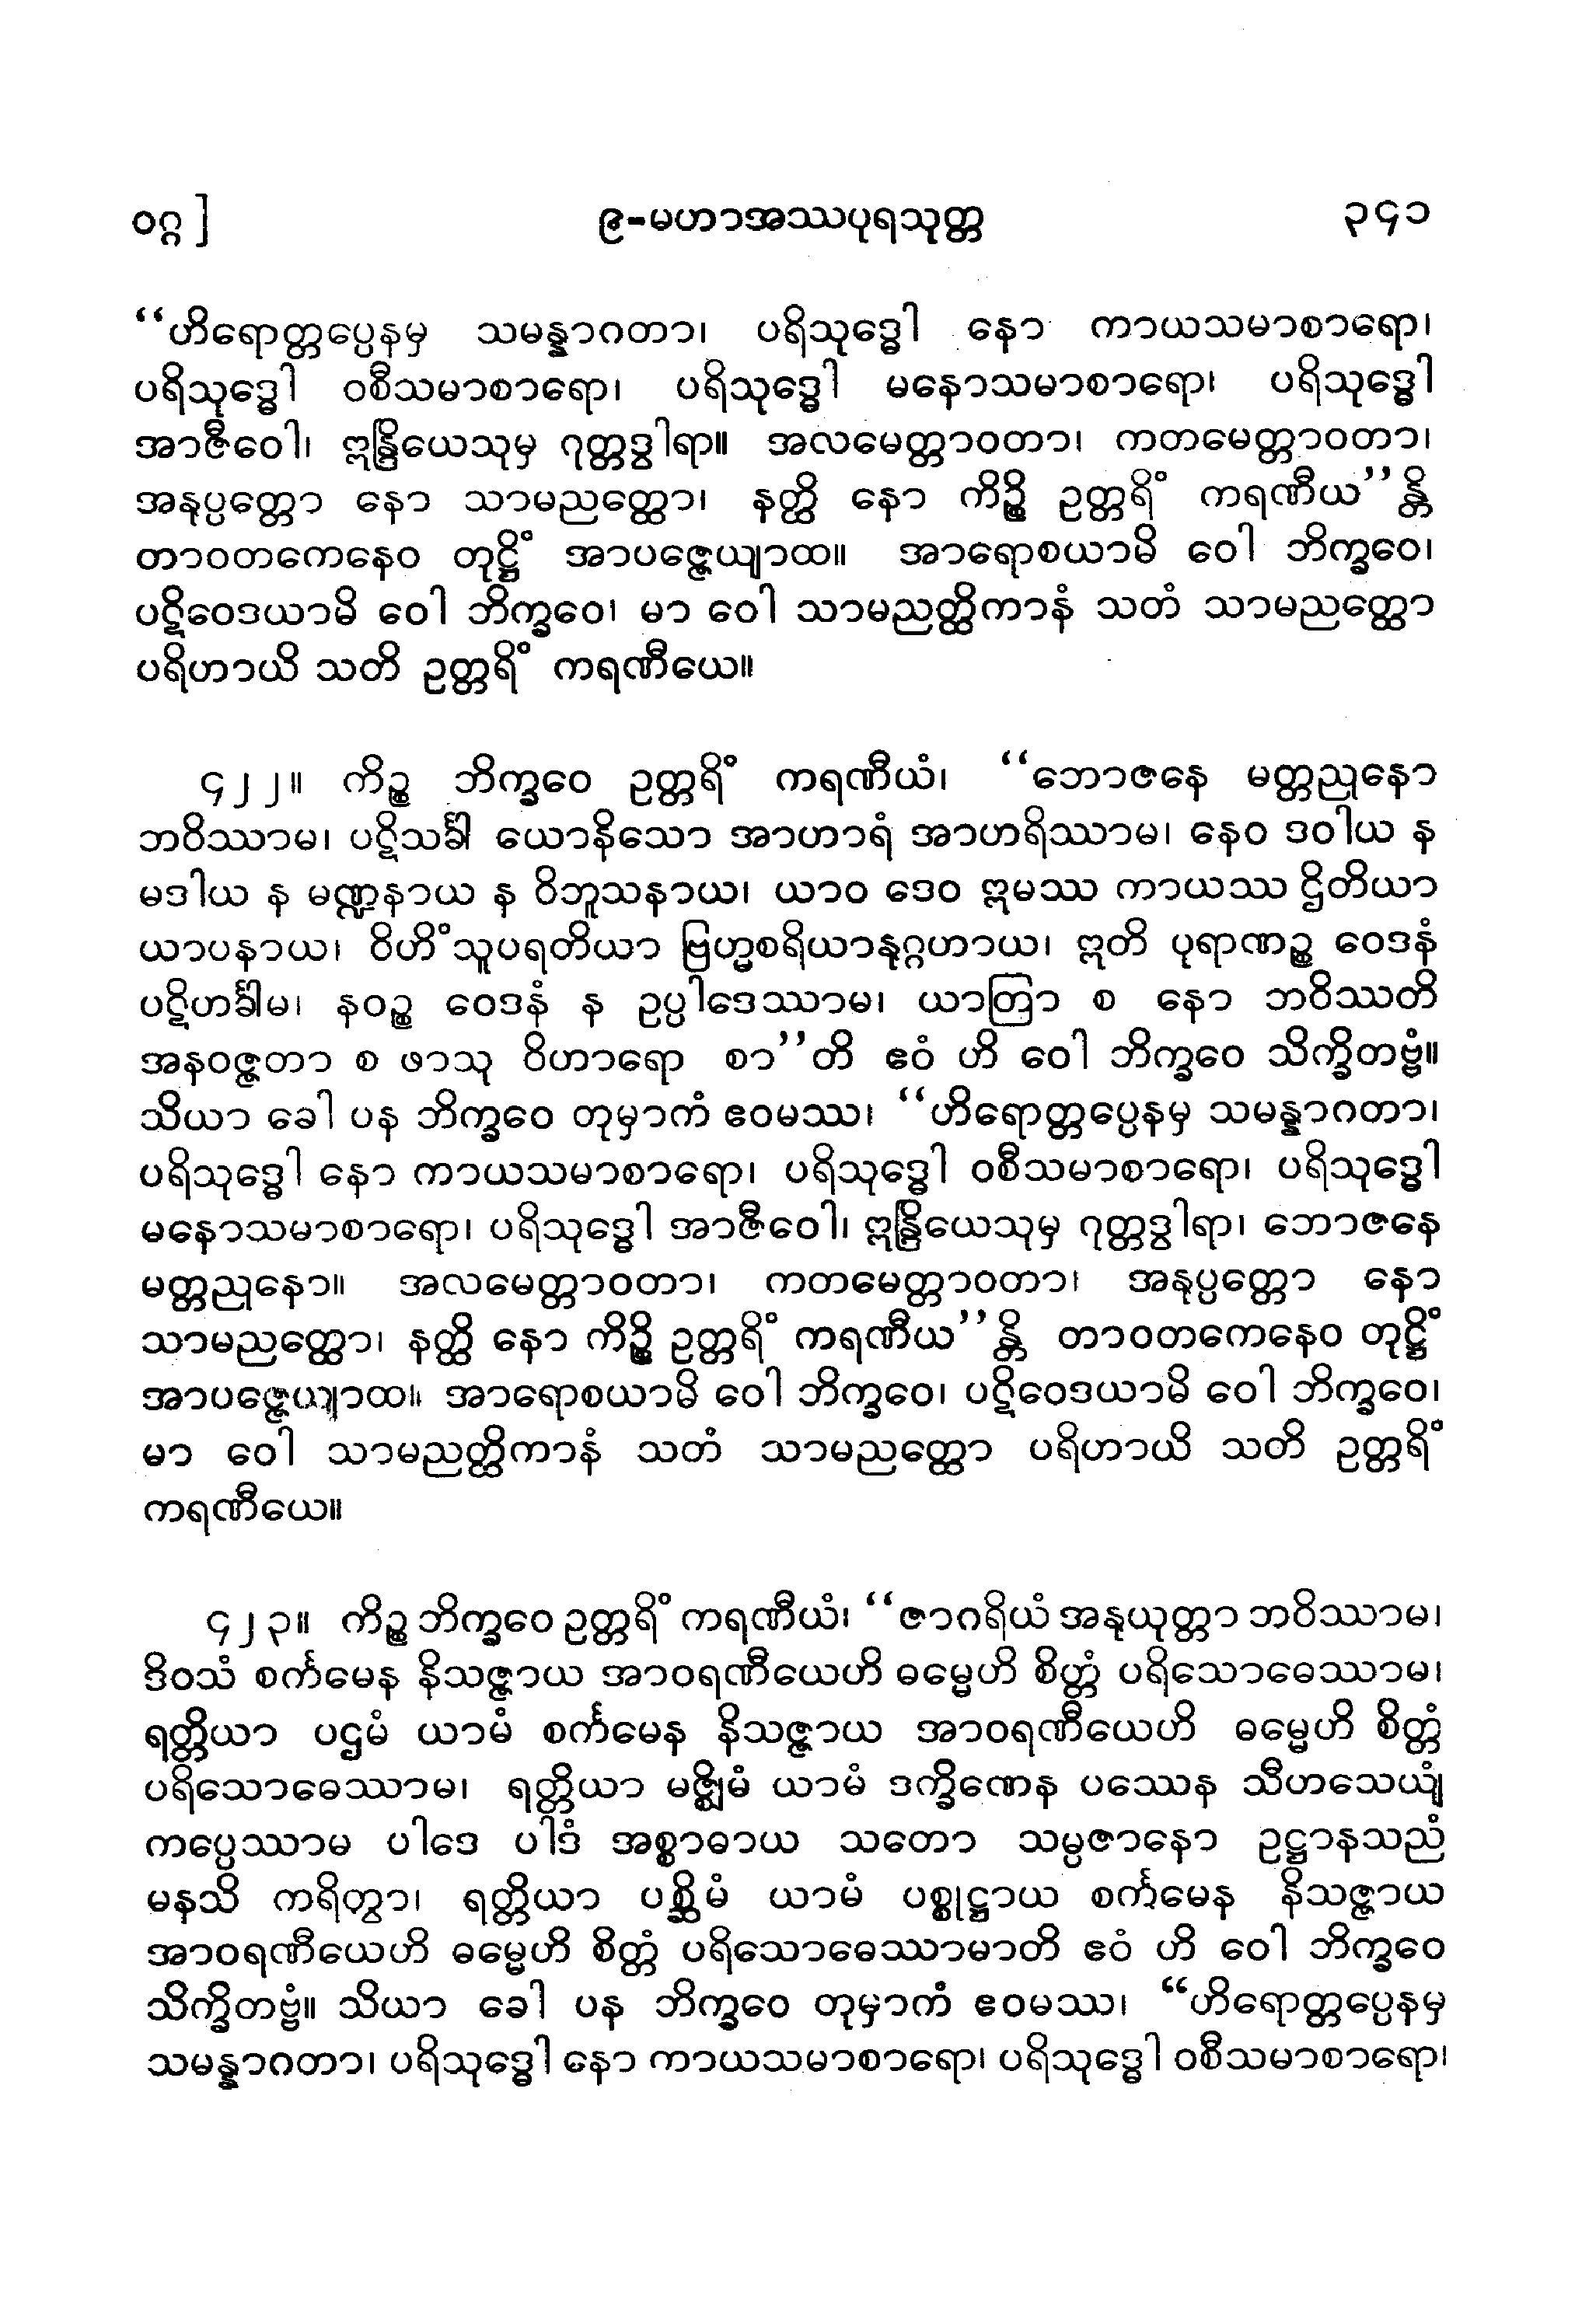 ဝဂ္ဂ ]
၉-မဟာအဿပုရသုတ္တ
၃၄၁
“ဟိရောတ္တပ္ပေနမှ သမန္နာဂတာ၊ ပရိသုဒ္ဓေါ နော ကာယသမာစာရော၊
ပရိသုဒ္ဓေါ ဝစီသမာစာရော၊ ပရိသုဒ္ဓေါ မနောသမာစာရော၊ ပရိသုဒ္ဓေါ
အာဇီဝေါ၊ ဣန္ဒြိယေသုမှ ဂုတ္တဒွါရာ။ အလမေတ္တာဝတာ၊ ကတမေတ္တာဝတာ၊
အနုပ္ပတ္တော နော သာမညတ္ထော၊ နတ္ထိ နော ကိဉ္စိ ဥတ္တရိံ ကရဏီယ”န္တိ
တာဝတကေနေဝ တုဋ္ဌိံ အာပဇ္ဇေယျာထ။ အာရောစယာမိ ဝေါ ဘိက္ခဝေ၊
ပဋိဝေဒယာမိ ဝေါ ဘိက္ခဝေ၊ မာ ဝေါ သာမညတ္ထိကာနံ သတံ သာမညတ္ထော
ပရိဟာယိ သတိ ဥတ္တရိံ ကရဏီယေ။
၄၂၂။ ကိဉ္စ ဘိက္ခဝေ ဥတ္တရိံ ကရဏီယံ၊ “ဘောဇနေ မတ္တညုနော
ဘဝိဿာမ၊ ပဋိသင်္ခါ ယောနိသော အာဟာရံ အာဟရိဿာမ၊ နေဝ ဒဝါယ န
မဒါယ န မဏ္ဍနာယ န ဝိဘူသနာယ၊ ယာဝ ဒေဝ ဣမဿ ကာယဿ ဌိတိယာ
ယာပနာယ၊ ဝိဟိံသူပရတိယာ ဗြဟ္မစရိယာနုဂ္ဂဟာယ၊ ဣတိ ပုရာဏဉ္စ ဝေဒနံ
ပဋိဟင်္ခါမ၊ နဝဉ္စ ဝေဒနံ န ဥပ္ပါဒေဿာမ၊ ယာတြာ စ နော ဘဝိဿတိ
အနဝဇ္ဇတာ စ ဖာသု ဝိဟာရော စာ”တိ ဧဝံ ဟိ ဝေါ ဘိက္ခဝေ သိက္ခိတဗ္ဗံ။
သိယာ ခေါ ပန ဘိက္ခဝေ တုမှာကံ ဧဝမဿ၊ “ဟိရောတ္တပ္ပေနမှ သမန္နာဂတာ၊
ပရိသုဒ္ဓေါ နော ကာယသမာစာရော၊ ပရိသုဒ္ဓေါ ဝစီသမာစာရော၊ ပရိသုဒ္ဓေါ
မနောသမာစာရော၊ ပရိသုဒ္ဓေါ အာဇီဝေါ၊ ဣန္ဒြိယေသုမှ ဂုတ္တဒွါရာ၊ ဘောဇနေ
မတ္တညုနော။ အလမေတ္တာဝတာ၊ ကတမေတ္တာဝတာ၊ အနုပ္ပတ္တော နော
သာမညတ္ထော၊ နတ္ထိ နော ကိဉ္စိ ဥတ္တရိံ ကရဏီယ”န္တိ တာဝတကေနေဝ တုဋ္ဌိံ
အာပဇ္ဇေယျာထ။ အာရောစယာမိ ဝေါ ဘိက္ခဝေ၊ ပဋိဝေဒယာမိ ဝေါ ဘိက္ခဝေ၊
မာ ဝေါ သာမညတ္ထိကာနံ သတံ သာမညတ္ထော ပရိဟာယိ သတိ ဥတ္တရိံ
ကရဏီယေ။
၄၂၃။ ကိဉ္စ ဘိက္ခဝေ ဥတ္တရိံ ကရဏီယံ၊ “ဇာဂရိယံ အနုယုတ္တာ ဘဝိဿာမ၊
ဒိဝသံ စင်္ကမေန နိသဇ္ဇာယ အာဝရဏီယေဟိ ဓမ္မေဟိ စိတ္တံ ပရိသောဓေဿာမ၊
ရတ္တိယာ ပဌမံ ယာမံ စင်္ကမေန နိသဇ္ဇာယ အာဝရဏီယေဟိ ဓမ္မေဟိ စိတ္တံ
ပရိသောဓေဿာမ၊ ရတ္တိယာ မဇ္ဈိမံ ယာမံ ဒက္ခိဏေန ပဿေန သီဟသေယျံ
ကပ္ပေဿာမ ပါဒေ ပါဒံ အစ္စာဓာယ သတော သမ္ပဇာနော ဥဋ္ဌာနသညံ
မနသိ ကရိတွာ၊ ရတ္တိယာ ပစ္ဆိမံ ယာမံ ပစ္စုဋ္ဌာယ စင်္ကမေန နိသဇ္ဇာယ
အာဝရဏီယေဟိ ဓမ္မေဟိ စိတ္တံ ပရိသောဓေဿာမာတိ ဧဝံ ဟိ ဝေါ ဘိက္ခဝေ
သိက္ခိတဗ္ဗံ။ သိယာ ခေါ ပန ဘိက္ခဝေ တုမှာကံ ဧဝမဿ၊ “ဟိရောတ္တပ္ပေနမှ
သမန္နာဂတာ၊ ပရိသုဒ္ဓေါ နော ကာယသမာစာရော၊ ပရိသုဒ္ဓေါ ဝစီသမာစာရော၊